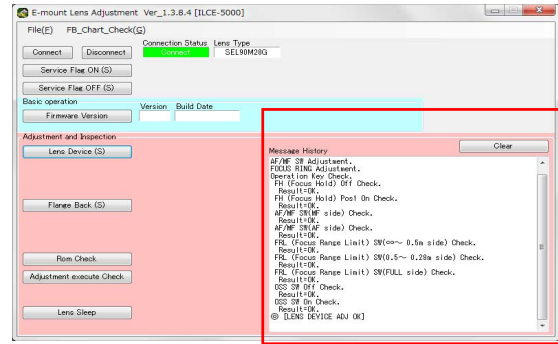 E-mount Lens Adjustment Ver_1.3.8.4 [ILCE-5000]
File(F) FB_Chart_Check(G)
Connection Status Lens Type
Connect Disconnect Connect SEL90M28G
Service Flag ON (S)
Service Flag OFF (S)
Basic operation
Version Build Date
Firmware Version
Adjustment and Inspection
Lens Device (S)
Message History Clear
AF/MF SW Adjustment.
FOCUS RING Adjustment.
Operation Key Check.
FH (Focus Hold) Off Check.
Result=OK.
FH (Focus Hold) Pos1 On Check.
Result=OK.
AF/MF SW(MF side) Check.
Result=OK.
AF/MF SW(AF side) Check.
Result=OK.
FRL (Focus Range Limit) SW(∞～ 0.5m side) Check.
Result=OK.
FRL (Focus Range Limit) SW(0.5～ 0.28m side) Check.
Result=OK.
FRL (Focus Range Limit) SW(FULL side) Check.
Result=OK.
OSS SW Off Check.
Result=OK.
OSS SW On Check.
Result=OK.
◎ [LENS DEVICE ADJ OK]
Flange Back (S)
Rom Check
Adjustment execute Check
Lens Sleep